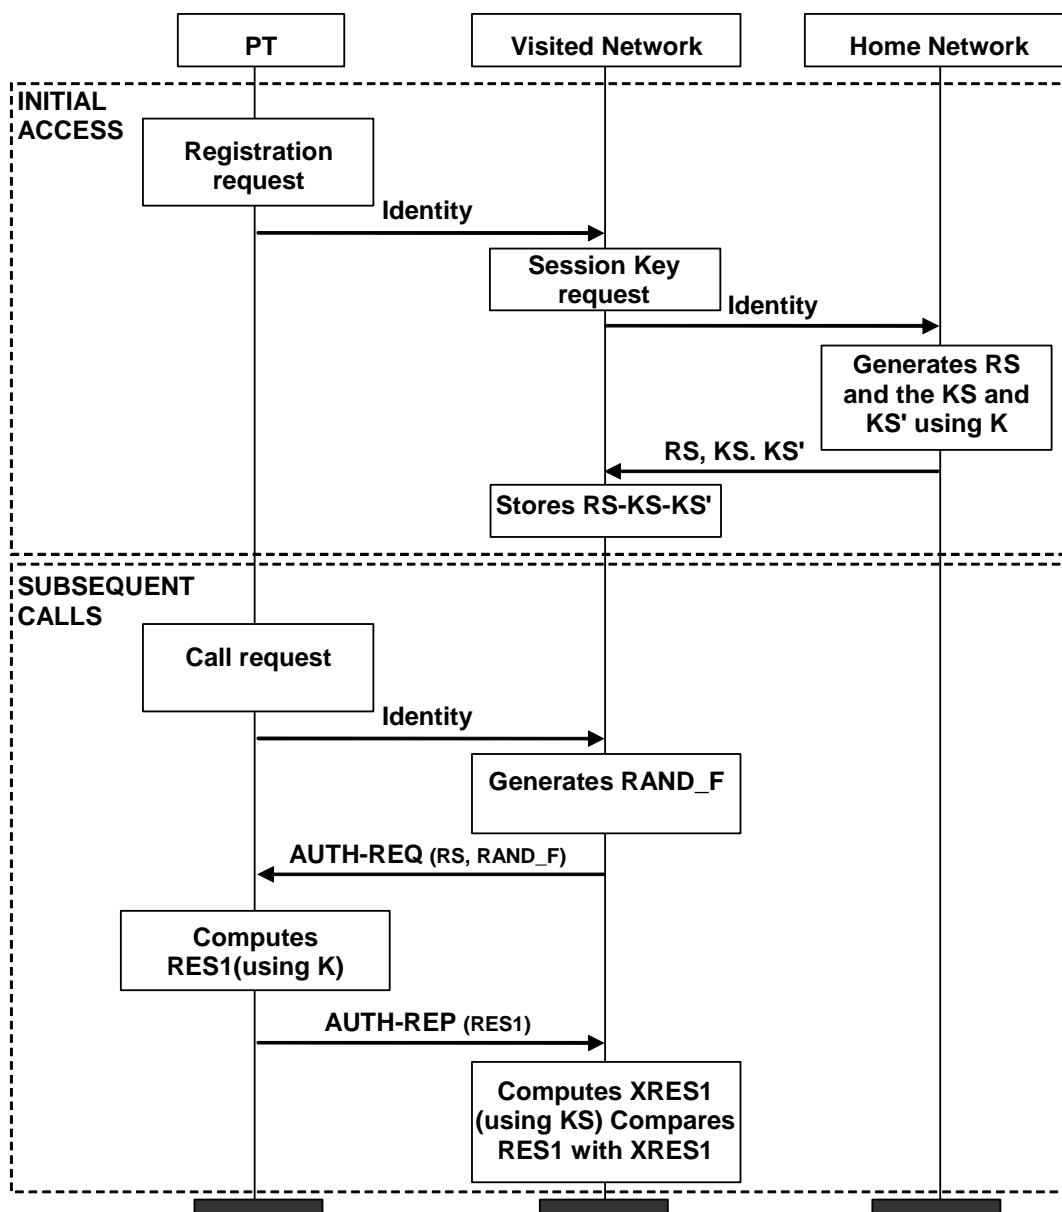 PT
Visited Network
Home Network
INITIAL
ACCESS
Registration
request
Identity
Session Key
request
Identity
Generates RS
and the KS and
KS' using K
RS, KS. KS'
Stores RS-KS-KS'
SUBSEQUENT
CALLS
Call request
Identity
Generates RAND_F
AUTH-REQ (RS, RAND_F)
Computes
RES1(using K)
AUTH-REP (RES1)
Computes XRES1
(using KS) Compares
RES1 with XRES1